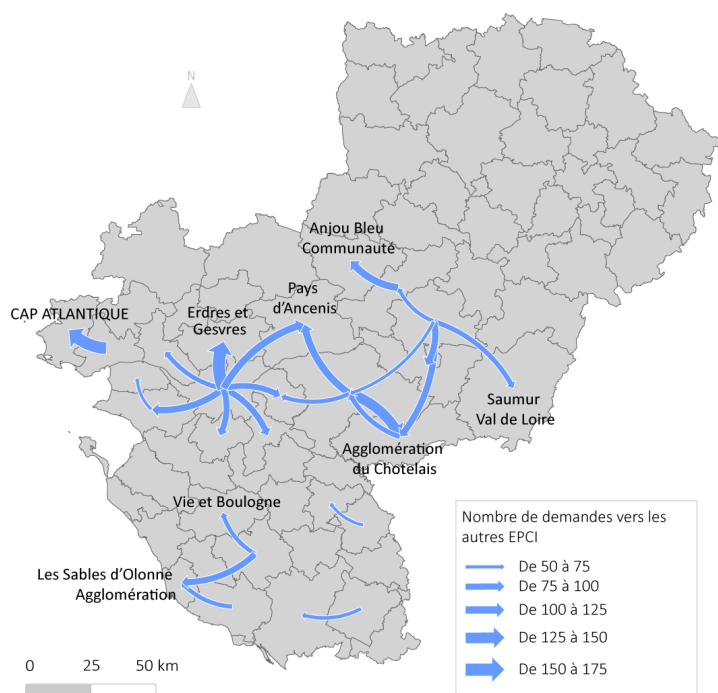 N
Anjou Bleu
Communauté
Pays
d'Ancenis
CAP ATLANTIQUE
Erdres et
Gesvres
Saumur
Val de Loire
Agglomération
du Chotelais
Vie et Boulogne
Les Sables d'Olonne
Agglomération
Nombre de demandes vers les
autres EPCI
De 50 à 75
De 75 à 100
De 100 à 125
De 125 à 150
De 150 à 175
0 25 50 km